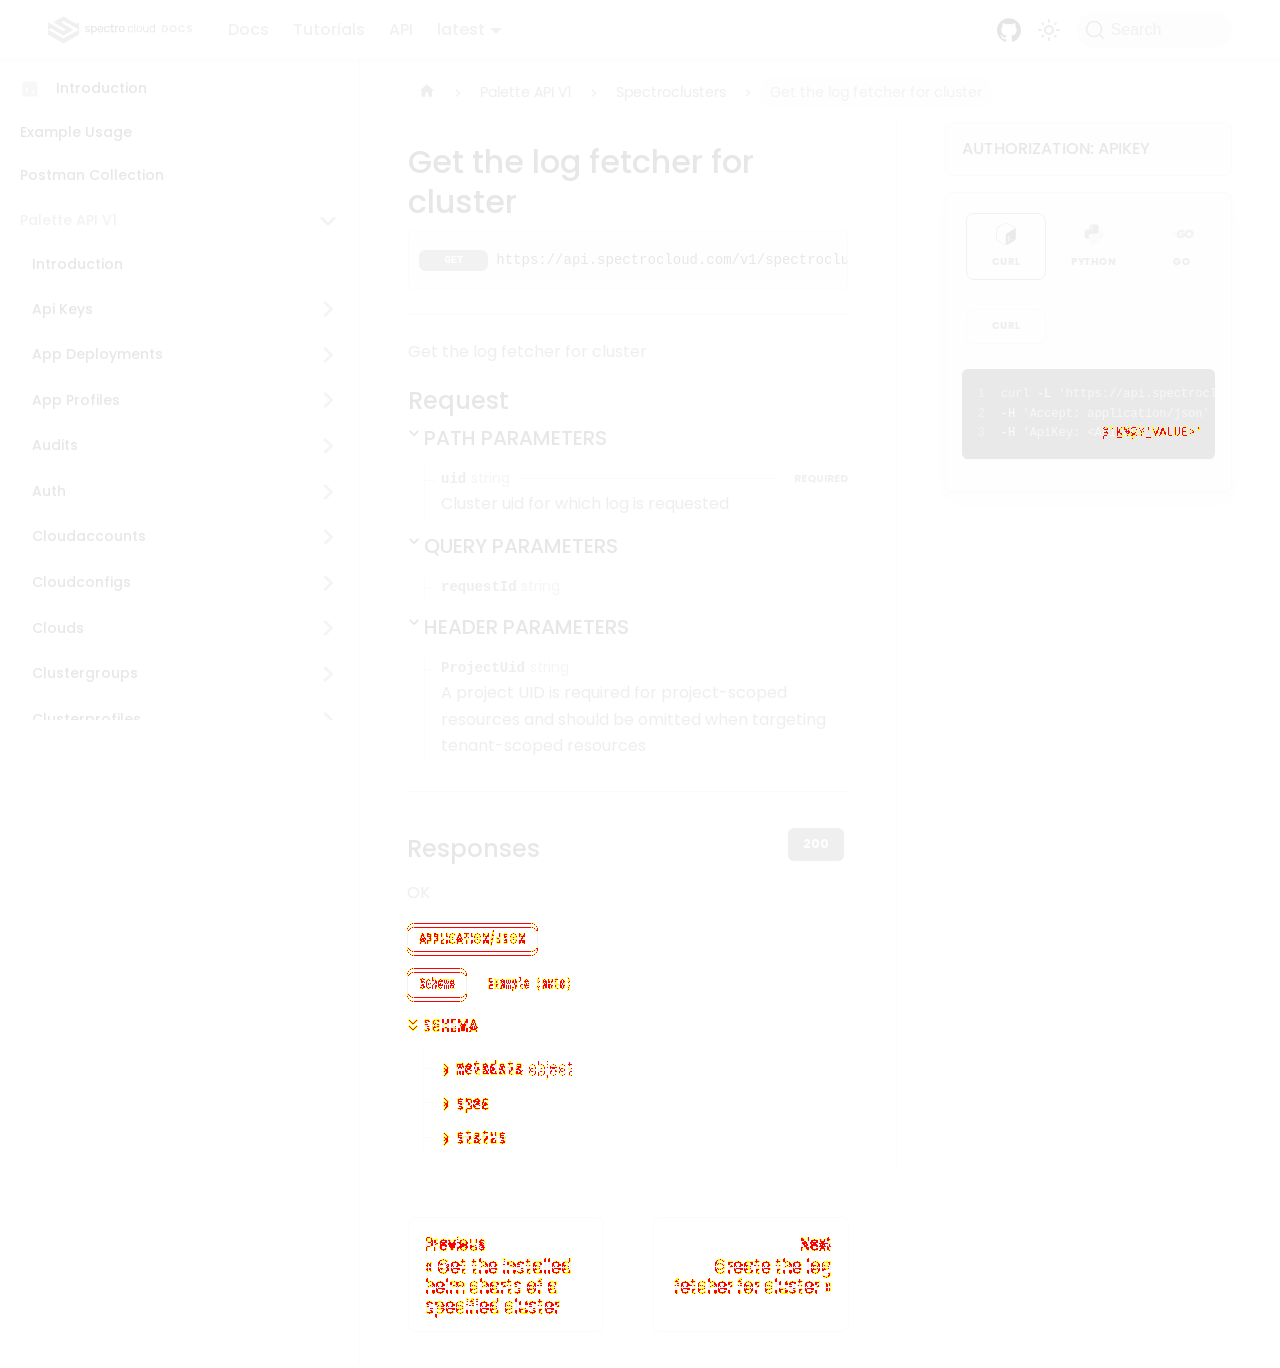 spectro cloud DOCS
Docs
Tutorials
API
latest
Search
Introduction
Example Usage
Postman Collection
Palette API V1
Introduction
Api Keys
App Deployments
App Profiles
Audits
Auth
Cloudaccounts
Cloudconfigs
Clouds
Clustergroups
Clusterprofiles
Palette API V1
Spectroclusters
Get the log fetcher for cluster
Get the log fetcher for
cluster
GET https://api.spectrocloud.com/v1/spectroclu
Get the log fetcher for cluster
Request
PATH PARAMETERS
uid string REQUIRED
Cluster uid for which log is requested
QUERY PARAMETERS
requestId string
HEADER PARAMETERS
ProjectUid string
A project UID is required for project-scoped
resources and should be omitted when targeting
tenant-scoped resources
Responses
200
OK
APPLICATION/JSON
Schema Example (auto)
SCHEMA
metadata object
spec
status
Previous
« Get the installed
helm charts of a
specified cluster
Next
Create the log
fetcher for cluster »
AUTHORIZATION: APIKEY
CURL
PYTHON
GO
GO
CURL
1 curl -L 'https://api.spectrocl
2 -H 'Accept: application/json'
3 -H 'ApiKey: